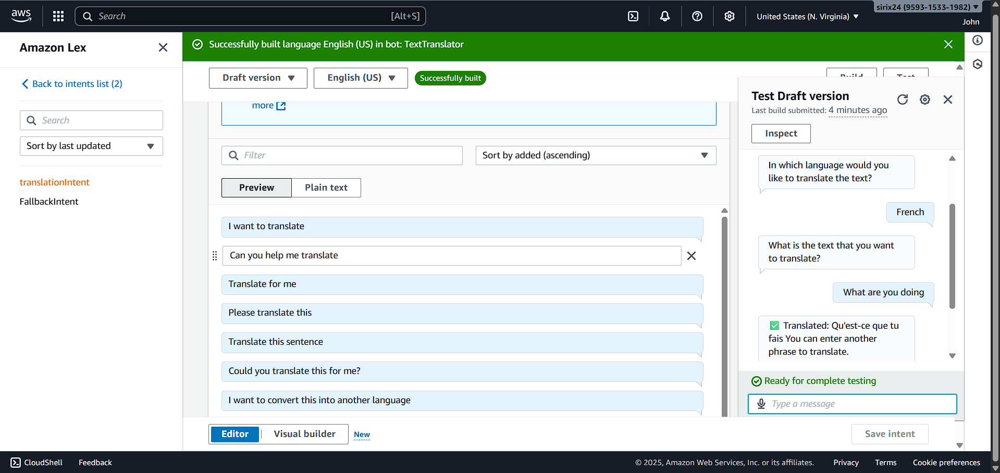 aws
Search
[Alt+S]
United States (N. Virginia)
sirix24 (9593-1533-1982)
John
Amazon Lex
Back to intents list (2)
Search
Sort by last updated
translationIntent
FallbackIntent
Successfully built language English (US) in bot: TextTranslator
Draft version
English (US)
Successfully built
Build
Test
more
Filter
Sort by added (ascending)
Preview
Plain text
I want to translate
Can you help me translate
Translate for me
Please translate this
Translate this sentence
Could you translate this for me?
I want to convert this into another language
Editor
Visual builder
New
Save intent
Test Draft version
Last build submitted: 4 minutes ago
Inspect
In which language would you
like to translate the text?
French
What is the text that you want
to translate?
What are you doing
✅ Translated: Qu'est-ce que tu
fais You can enter another
phrase to translate.
Ready for complete testing
Type a message
CloudShell
Feedback
© 2025, Amazon Web Services, Inc. or its affiliates.
Privacy
Terms
Cookie preferences